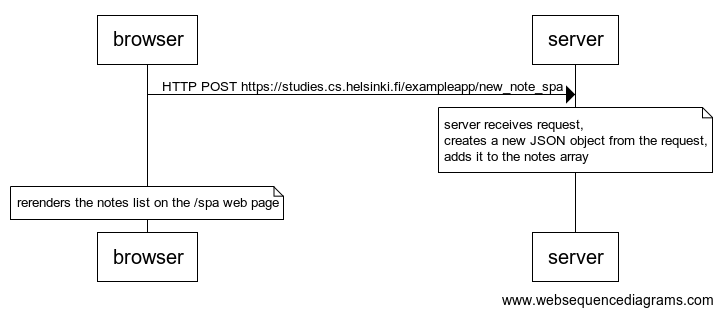 browser
server
HTTP POST https://studies.cs.helsinki.fi/exampleapp/new_note_spa
server receives request,
creates a new JSON object from the request,
adds it to the notes array
rerenders the notes list on the /spa web page
browser
server
www.websequencediagrams.com